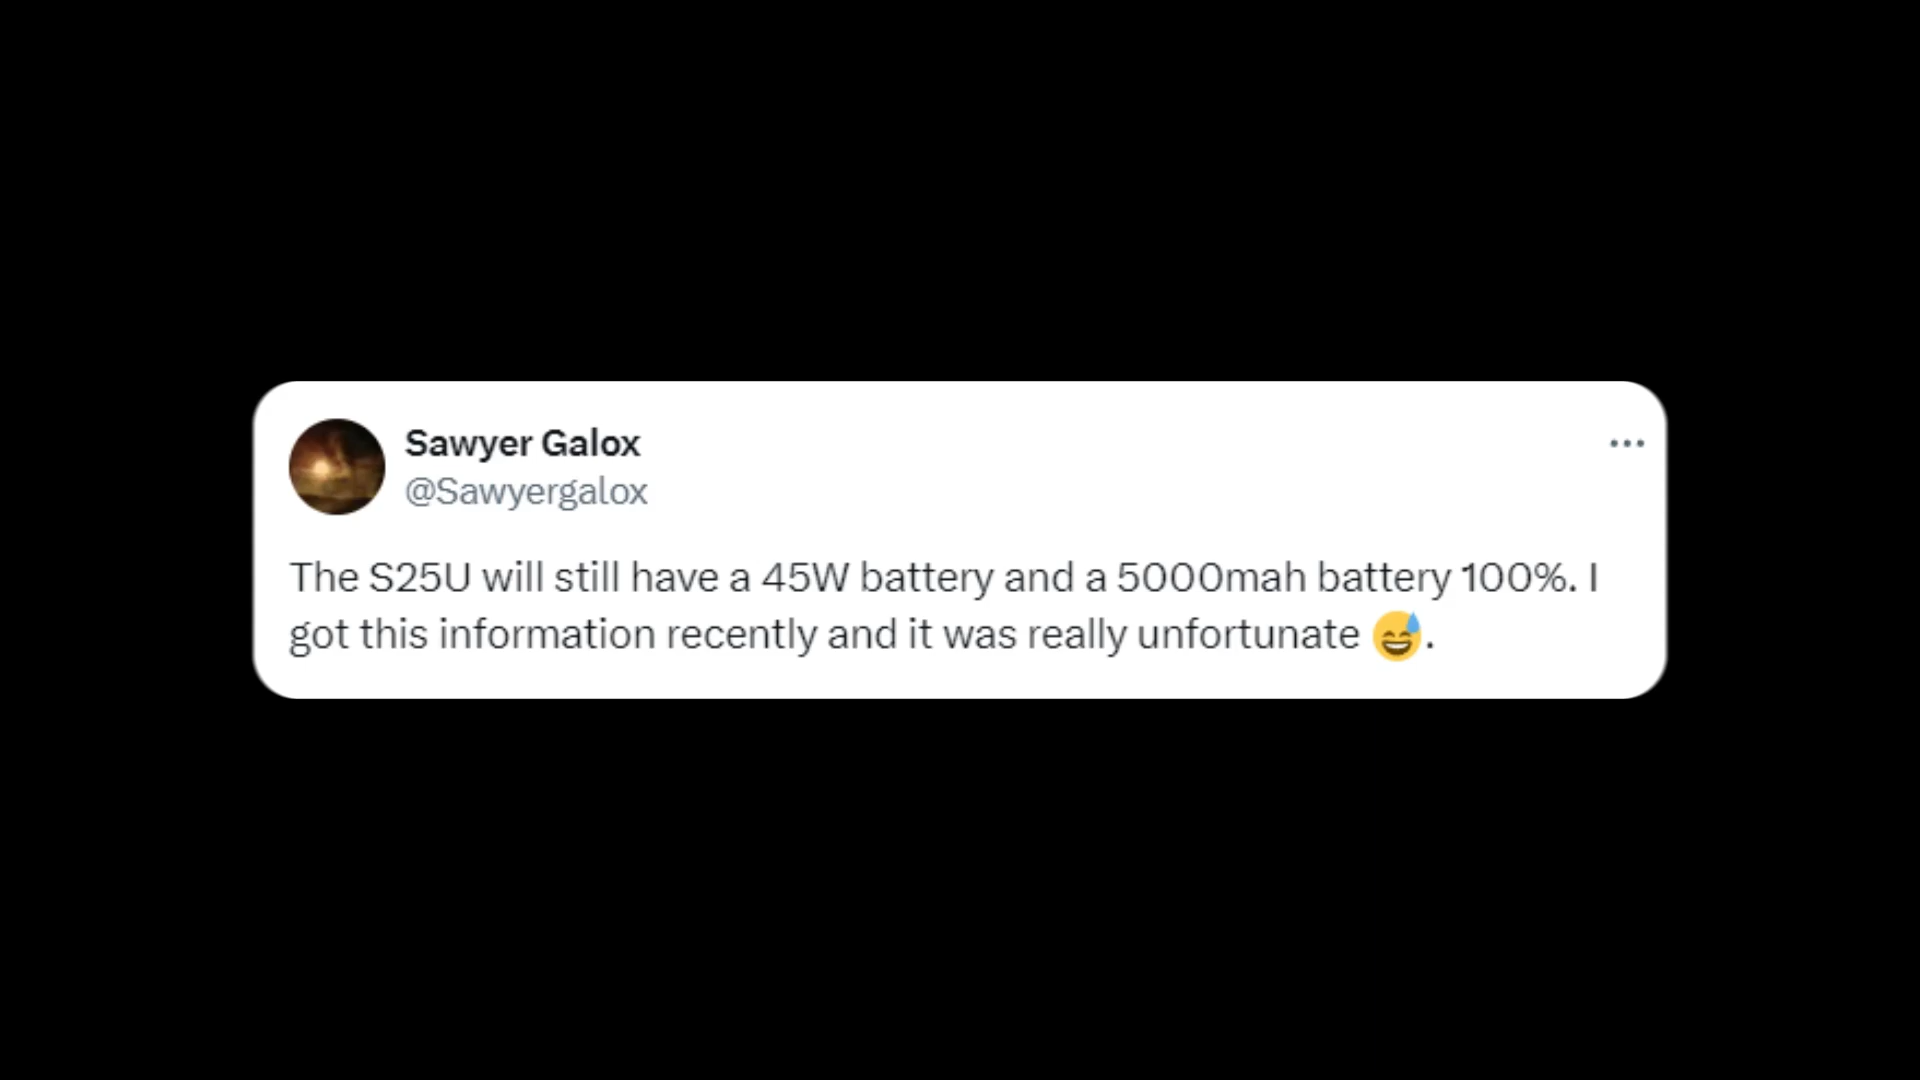 Sawyer Galox
@Sawyergalox
The S25U will still have a 45W battery and a 5000mah battery 100%. I
got this information recently and it was really unfortunate 😅.